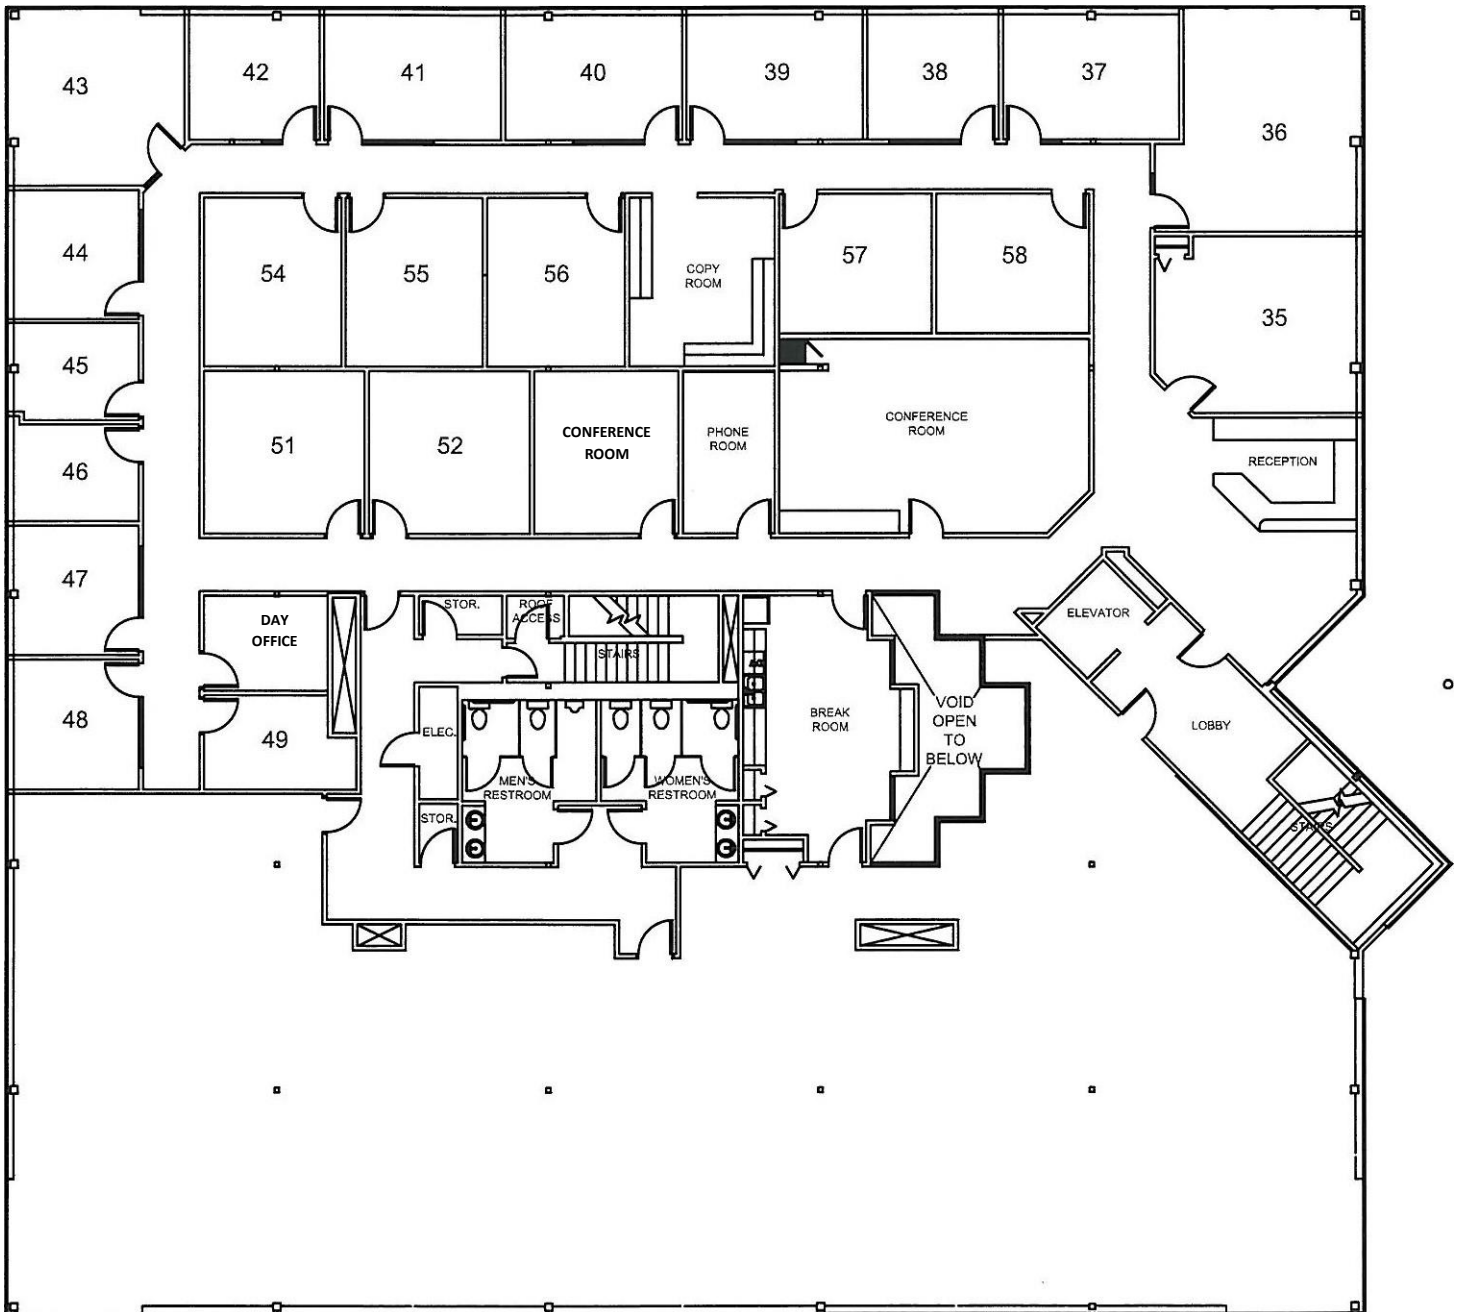 43
42
41
40
39
38
37
36
44
54
55
56
COPY
ROOM
57
58
35
45
46
51
52
CONFERENCE
ROOM
PHONE
ROOM
CONFERENCE
ROOM
RECEPTION
47
DAY
OFFICE
STOR.
ROOF
ACCESS
STAIRS
ELEVATOR
48
49
ELEC.
MEN'S
RESTROOM
WOMEN'S
RESTROOM
BREAK
ROOM
VOID
OPEN
TO
BELOW
LOBBY
STOR.
STAIRS